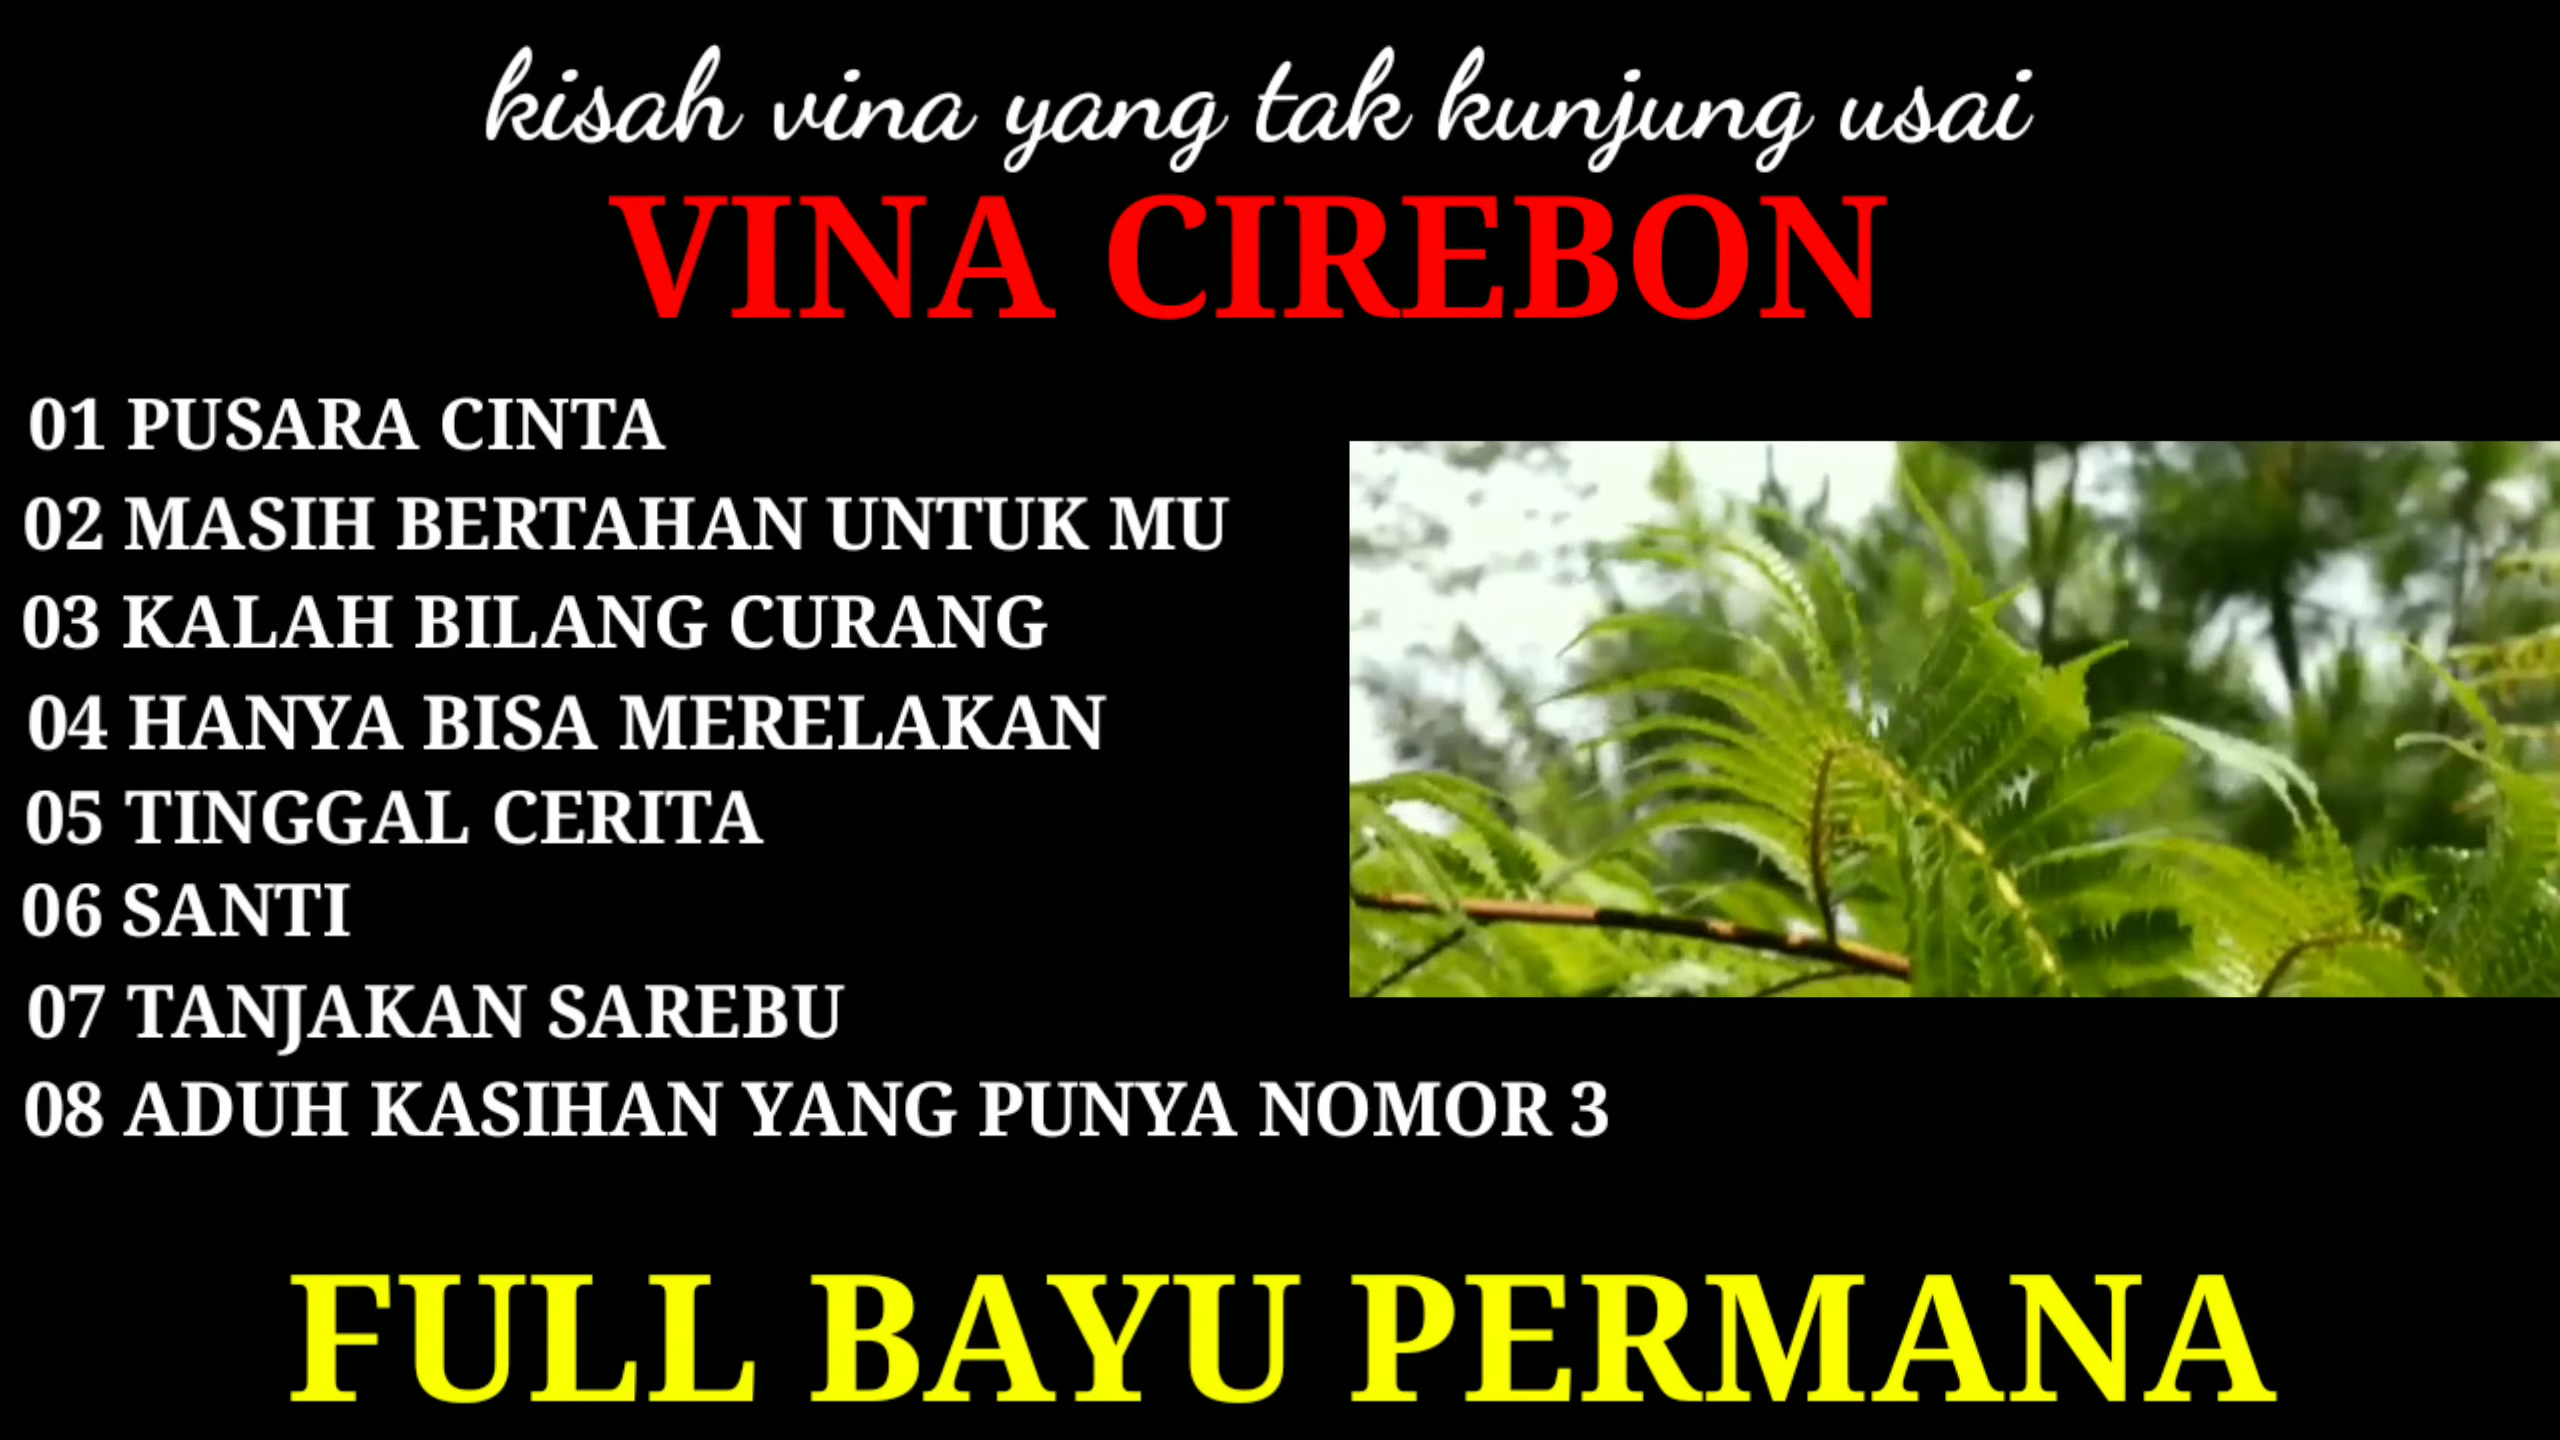 kisah vina yang tak kunjung usai
VINA CIREBON
01 PUSARA CINTA
02 MASIH BERTAHAN UNTUK MU
03 KALAH BILANG CURANG
04 HANYA BISA MERELAKAN
05 TINGGAL CERITA
06 SANTI
07 TANJAKAN SAREBU
08 ADUH KASIHAN YANG PUNYA NOMOR 3
FULL BAYU PERMANA